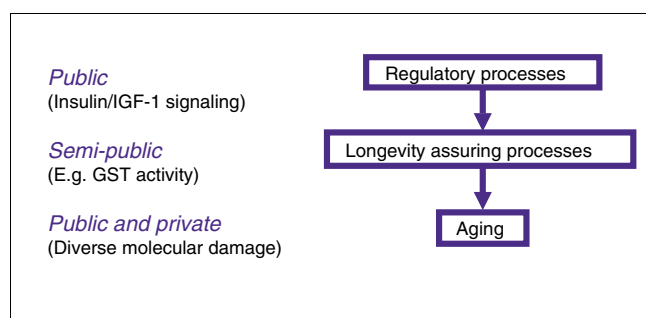 Public
(Insulin/IGF-1 signaling)
Regulatory processes
Semi-public
(E.g. GST activity)
Longevity assuring processes
Public and private
(Diverse molecular damage)
Aging